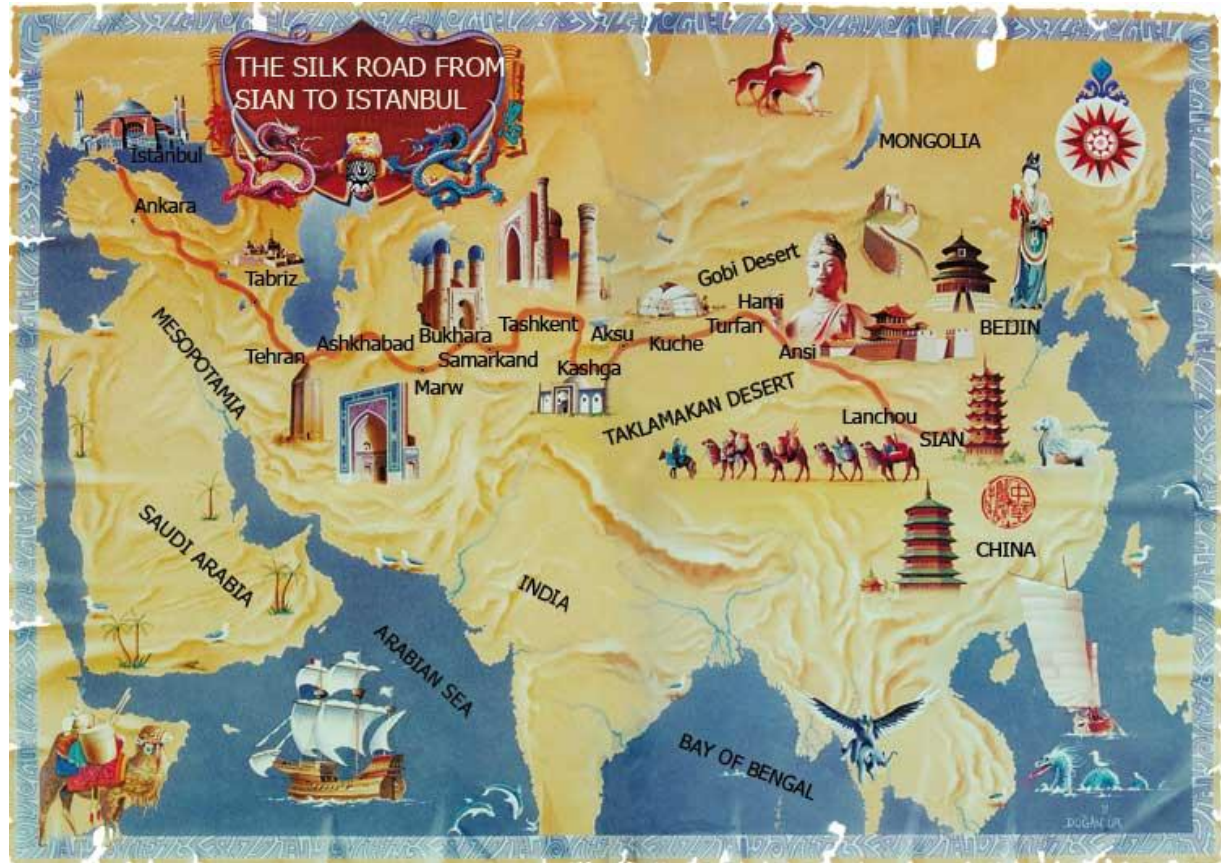 THE SILK ROAD FROM
SIAN TO ISTANBUL
MONGOLIA
Istanbul
Ankara
Gobi Desert
Tabriz
Hami
MESOPOTAMIA
Tashkent
Turfan
BEIJIN
Bukhara
Aksu
Ashkhabad
Kuche
Tehran
Samarkand
Ansi
Kashga
Marw
TAKLAMAKAN DESERT
Lanchou
SIAN
SAUDI ARABIA
CHINA
INDIA
ARABIAN SEA
BAY OF BENGAL